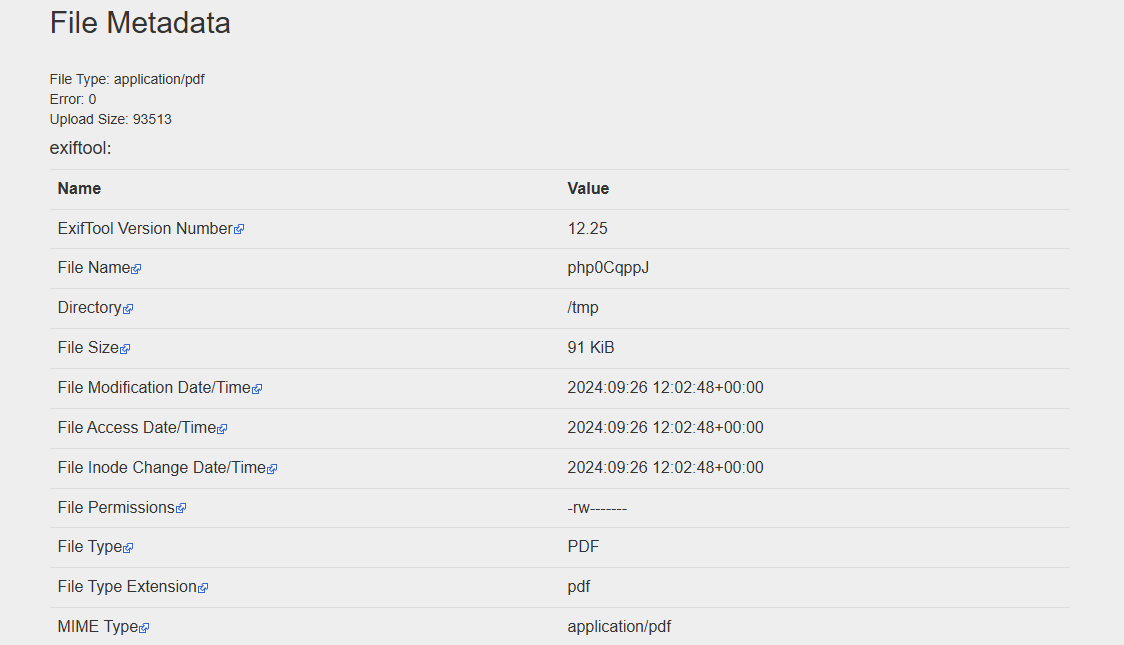 File Metadata
File Type: application/pdf
Error: 0
Upload Size: 93513
exiftool:
Name Value
ExifTool Version Number 12.25
File Name php0CqppJ
Directory /tmp
File Size 91 KiB
File Modification Date/Time 2024:09:26 12:02:48+00:00
File Access Date/Time 2024:09:26 12:02:48+00:00
File Inode Change Date/Time 2024:09:26 12:02:48+00:00
File Permissions -rw-------
File Type PDF
File Type Extension pdf
MIME Type application/pdf